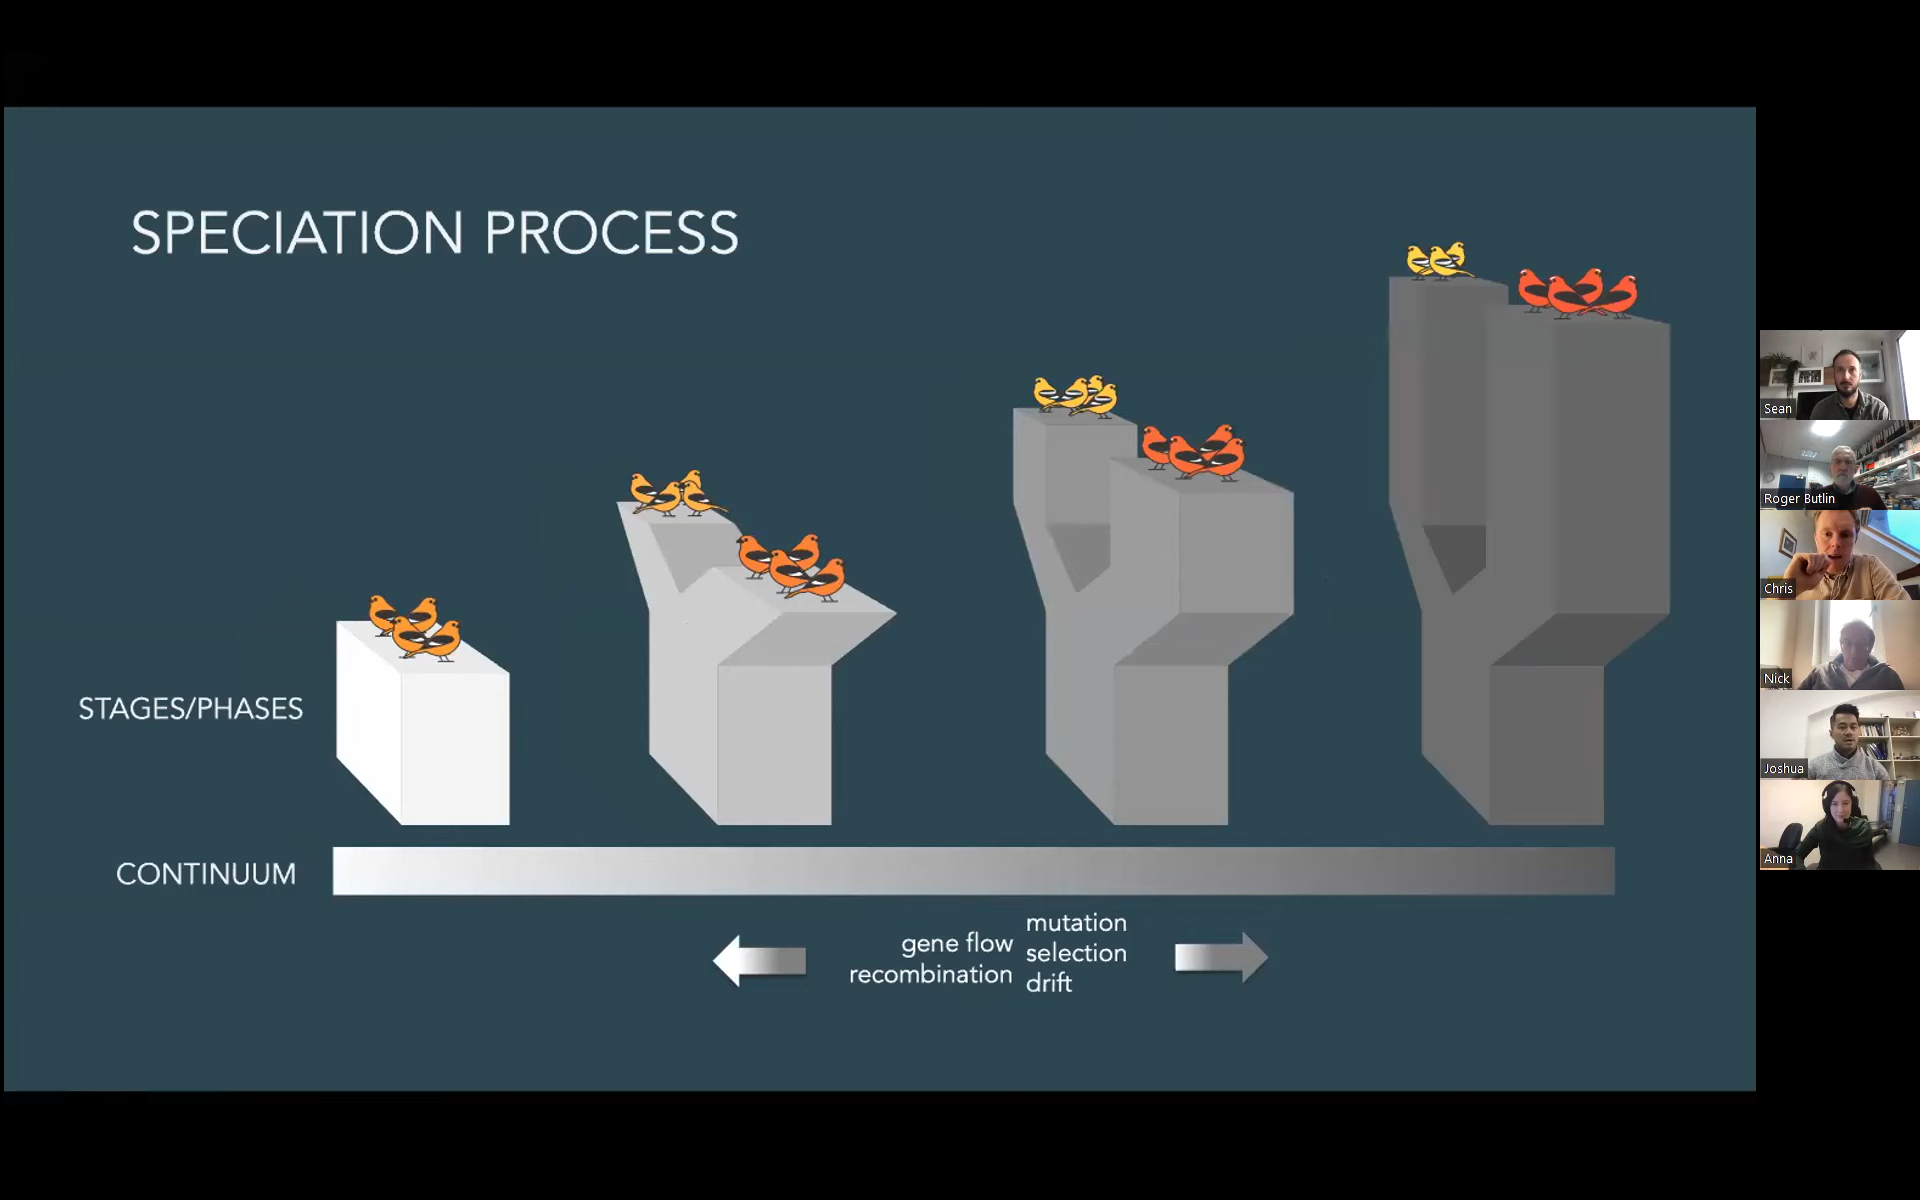 SPECIATION PROCESS
STAGES/PHASES
CONTINUUM
gene flow
recombination
mutation
selection
drift
Sean
Roger Butlin
Chris
Nick
Joshua
Anna